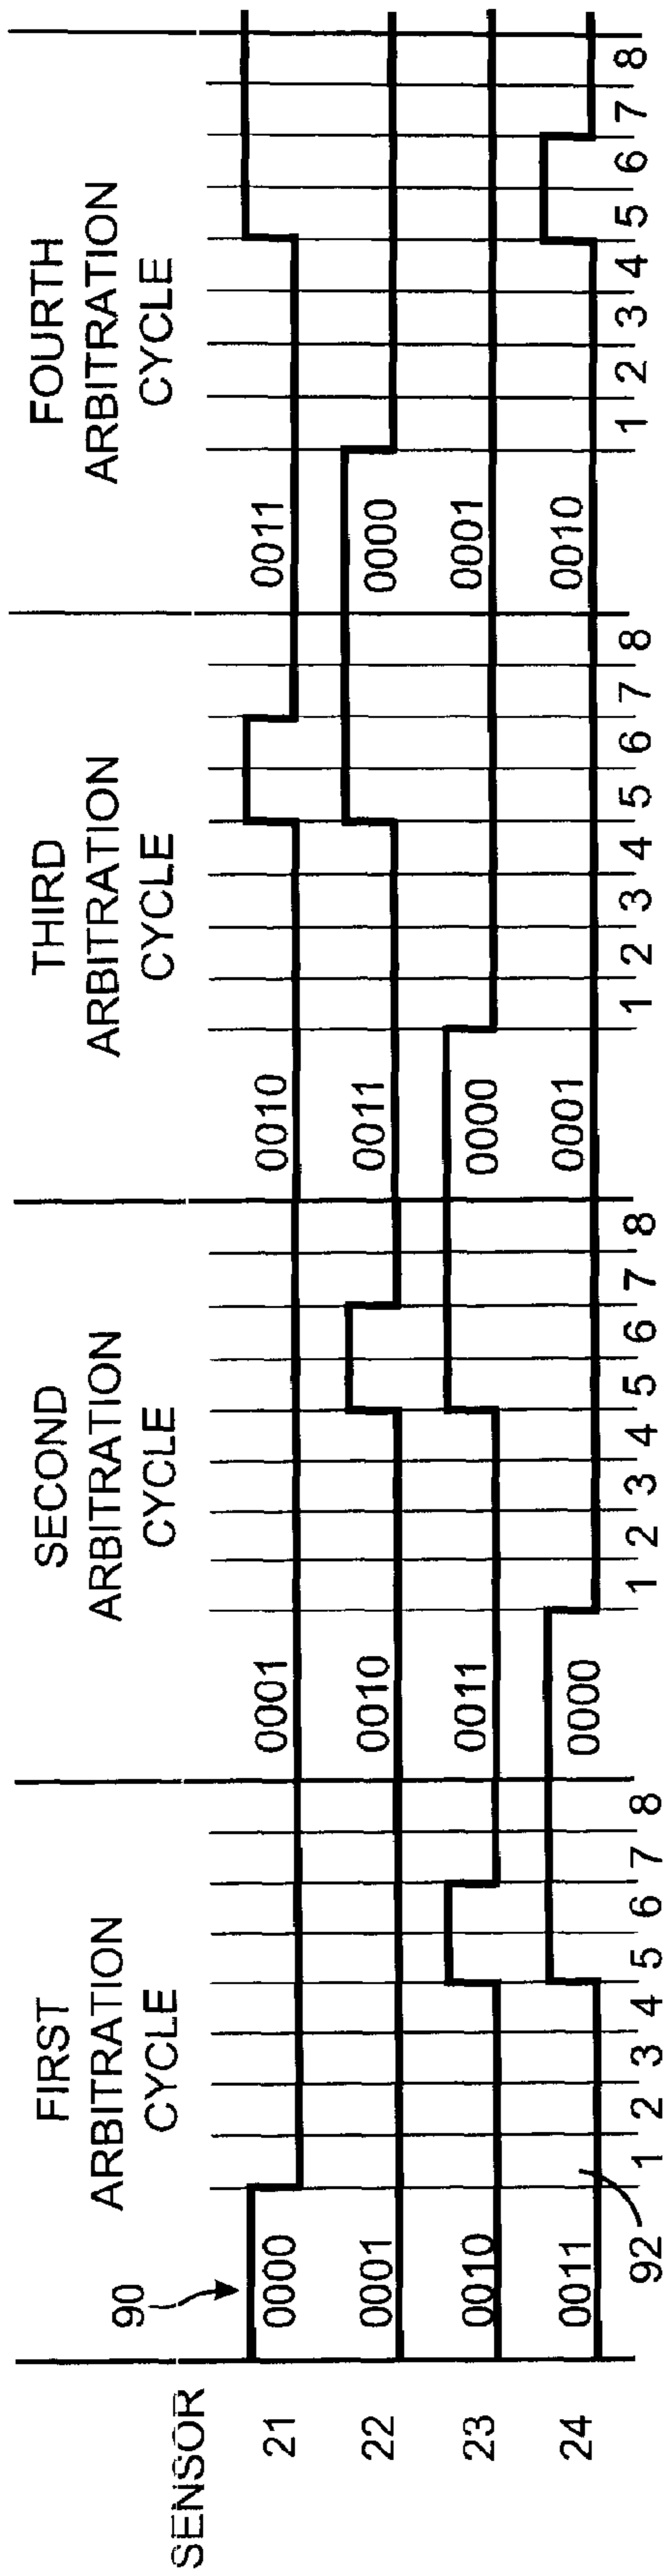 FIRST
ARBITRATION
CYCLE
SECOND
ARBITRATION
CYCLE
THIRD
ARBITRATION
CYCLE
FOURTH
ARBITRATION
CYCLE
90
SENSOR
21 0000 0001 0010 0011
22 0001 0010 0011 0000
23 0010 0011 0000 0001
24 0011 0000 0001 0010
92
1 2 3 4 5 6 7 8 1 2 3 4 5 6 7 8 1 2 3 4 5 6 7 8 1 2 3 4 5 6 7 8